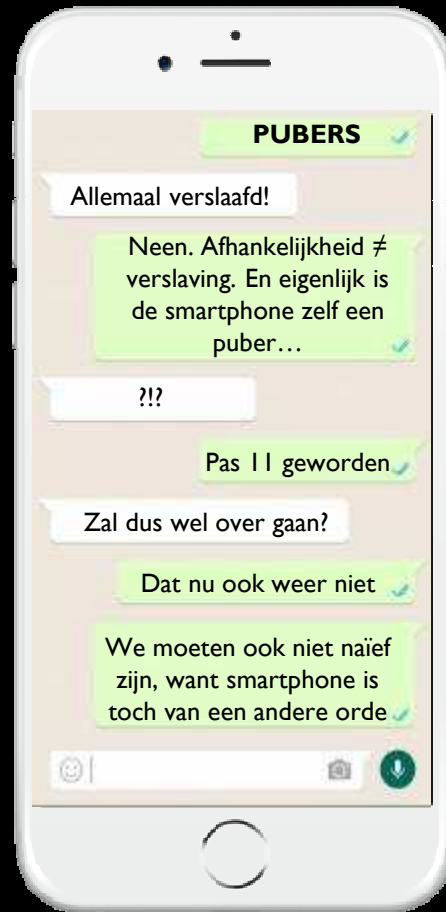 PUBERS
Allemaal verslaafd!
Neen. Afhankelijkheid ≠
verslaving. En eigenlijk is
de smartphone zelf een
puber…
?!?
Pas 11 geworden
Zal dus wel over gaan?
Dat nu ook weer niet
We moeten ook niet naïef
zijn, want smartphone is
toch van een andere orde